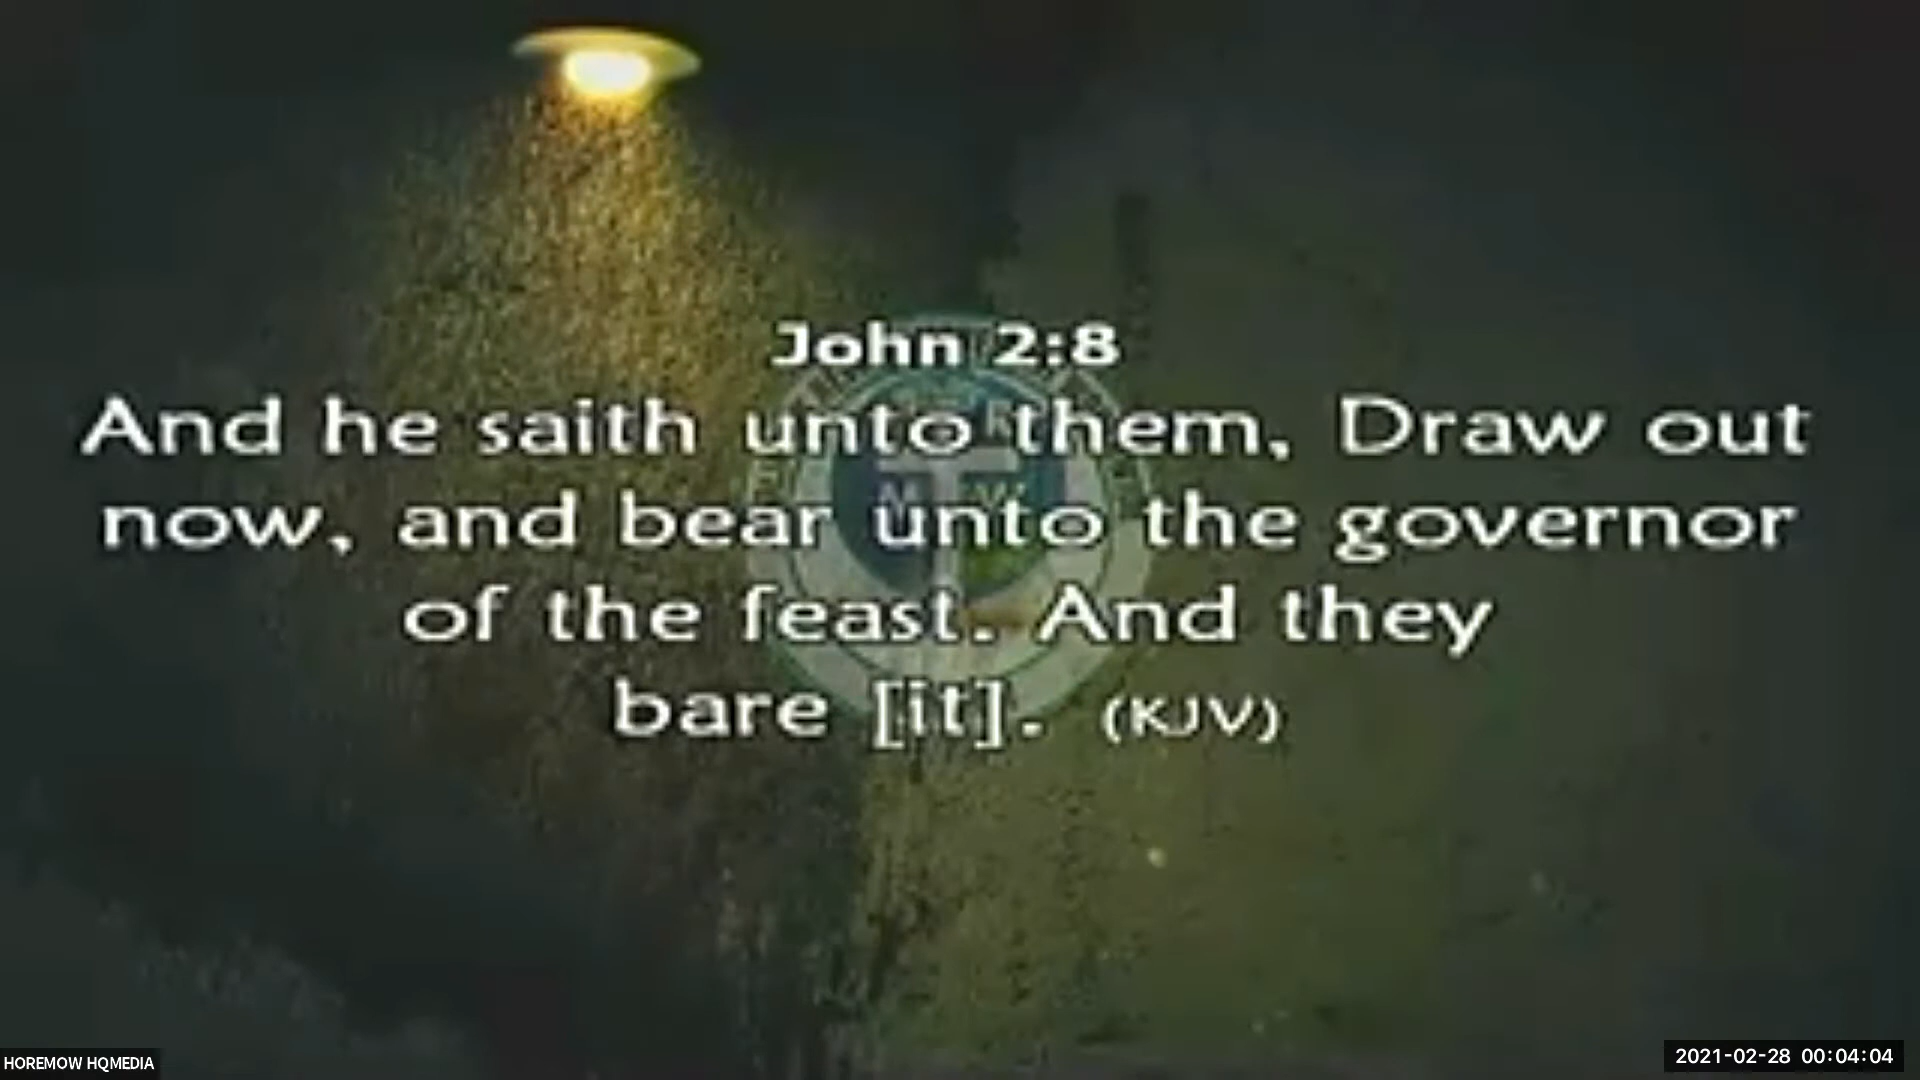 John 2:8
And he saith unto them, Draw out
now, and bear unto the governor
of the feast. And they
bare [it]. (KJV)
HOREMOW HQMEDIA
2021-02-28 00:04:04